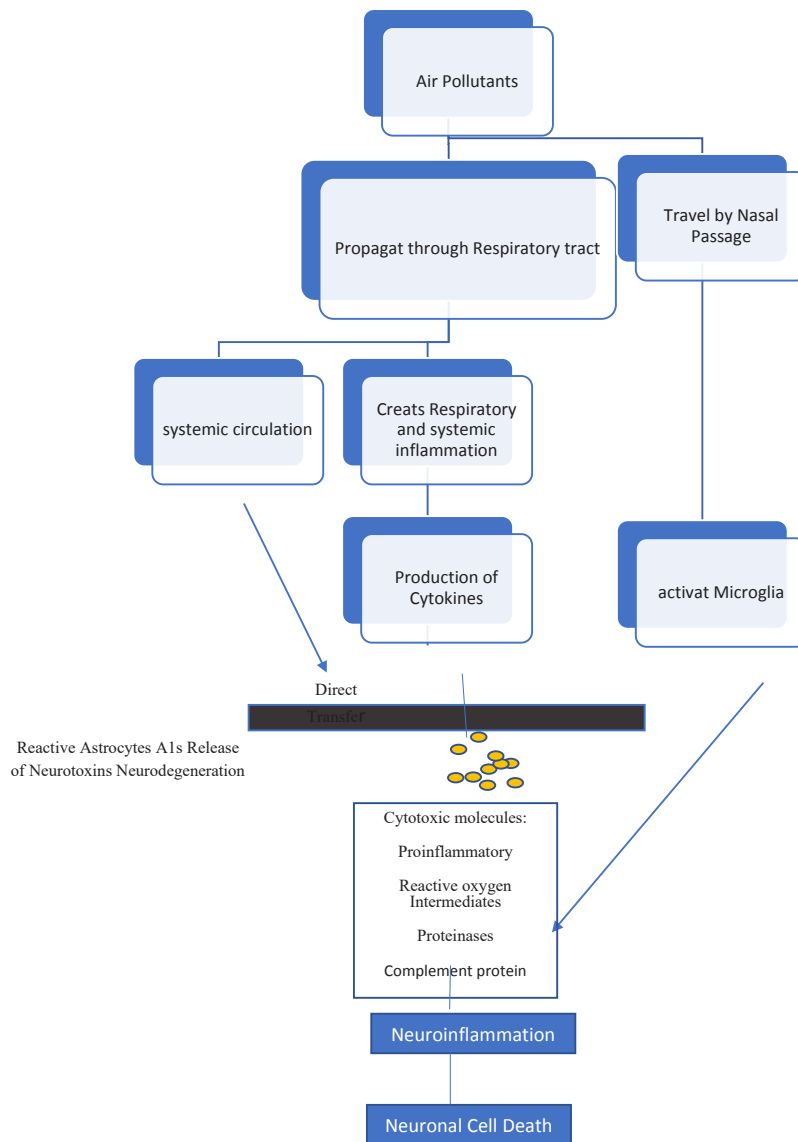 Air Pollutants
Propagat through Respiratory tract
Travel by Nasal
Passage
systemic circulation
Creats Respiratory
and systemic
inflammation
Production of
Cytokines
activat Microglia
Direct
Transfer
Reactive Astrocytes A1s Release
of Neurotoxins Neurodegeneration
Cytotoxic molecules:
Proinflammatory
Reactive oxygen
Intermediates
Proteinases
Complement protein
Neuroinflammation
Neuronal Cell Death